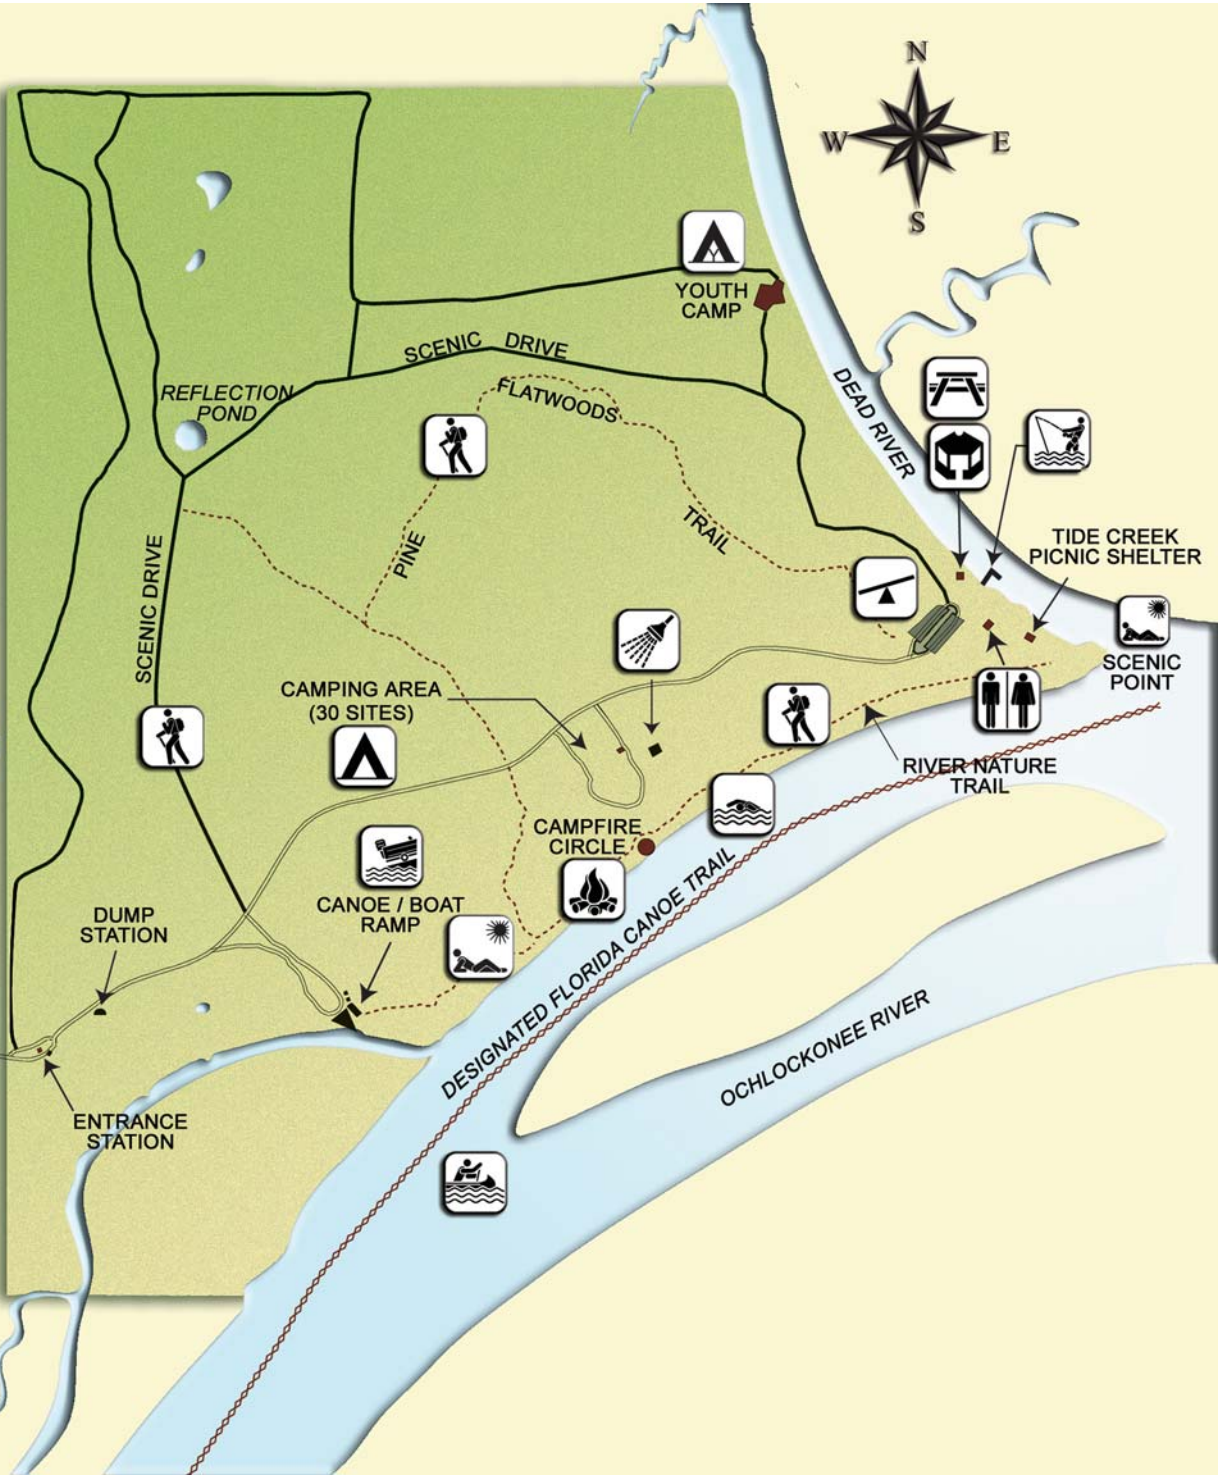 N
W
E
S
YOUTH
CAMP
SCENIC DRIVE
REFLECTION
POND
FLATWOODS
DEAD RIVER
PINE
TRAIL
TIDE CREEK
PICNIC SHELTER
SCENIC DRIVE
SCENIC
POINT
CAMPING AREA
(30 SITES)
RIVER NATURE
TRAIL
CAMPFIRE
CIRCLE
CANOE / BOAT
RAMP
DUMP
STATION
DESIGNATED FLORIDA CANOE TRAIL
OCHLOCKONEE RIVER
ENTRANCE
STATION